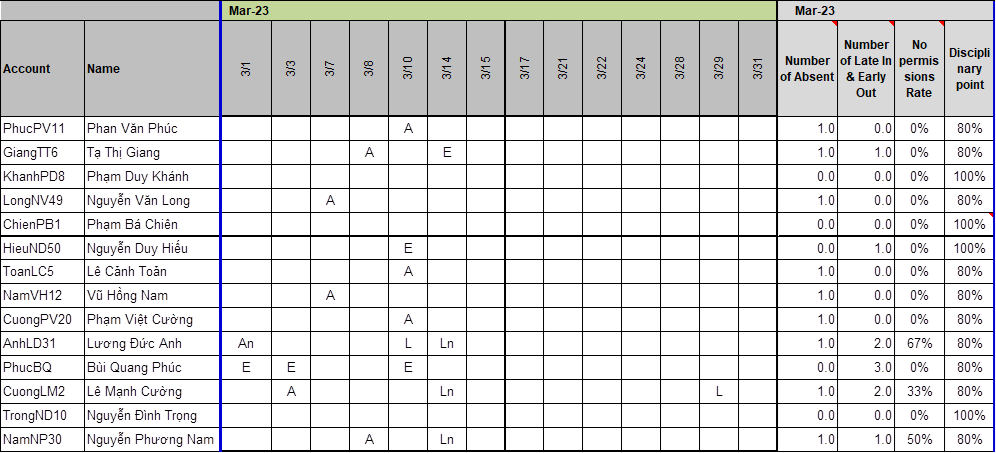 Mar-23 Mar-23
Account Name 3/1 3/3 3/7 3/8 3/10 3/14 3/15 3/17 3/21 3/22 3/24 3/28 3/29 3/31 Number of Absent Number of Late In & Early Out No permis sions Rate Discipli nary point
PhucPV11 Phan Văn Phúc A 1.0 0.0 0% 80%
GiangTT6 Tạ Thị Giang A E 1.0 1.0 0% 80%
KhanhPD8 Phạm Duy Khánh 0.0 0.0 0% 100%
LongNV49 Nguyễn Văn Long A 1.0 0.0 0% 80%
ChienPB1 Phạm Bá Chiên 0.0 0.0 0% 100%
HieuND50 Nguyễn Duy Hiếu E 0.0 1.0 0% 100%
ToanLC5 Lê Cảnh Toàn A 1.0 0.0 0% 80%
NamVH12 Vũ Hồng Nam A 1.0 0.0 0% 80%
CuongPV20 Phạm Việt Cường A 1.0 0.0 0% 80%
AnhLD31 Lương Đức Anh An L Ln 1.0 2.0 67% 80%
PhucBQ Bùi Quang Phúc E E E 0.0 3.0 0% 80%
CuongLM2 Lê Mạnh Cường A Ln L 1.0 2.0 33% 80%
TrongND10 Nguyễn Đình Trọng 0.0 0.0 0% 100%
NamNP30 Nguyễn Phương Nam A Ln 1.0 1.0 50% 80%